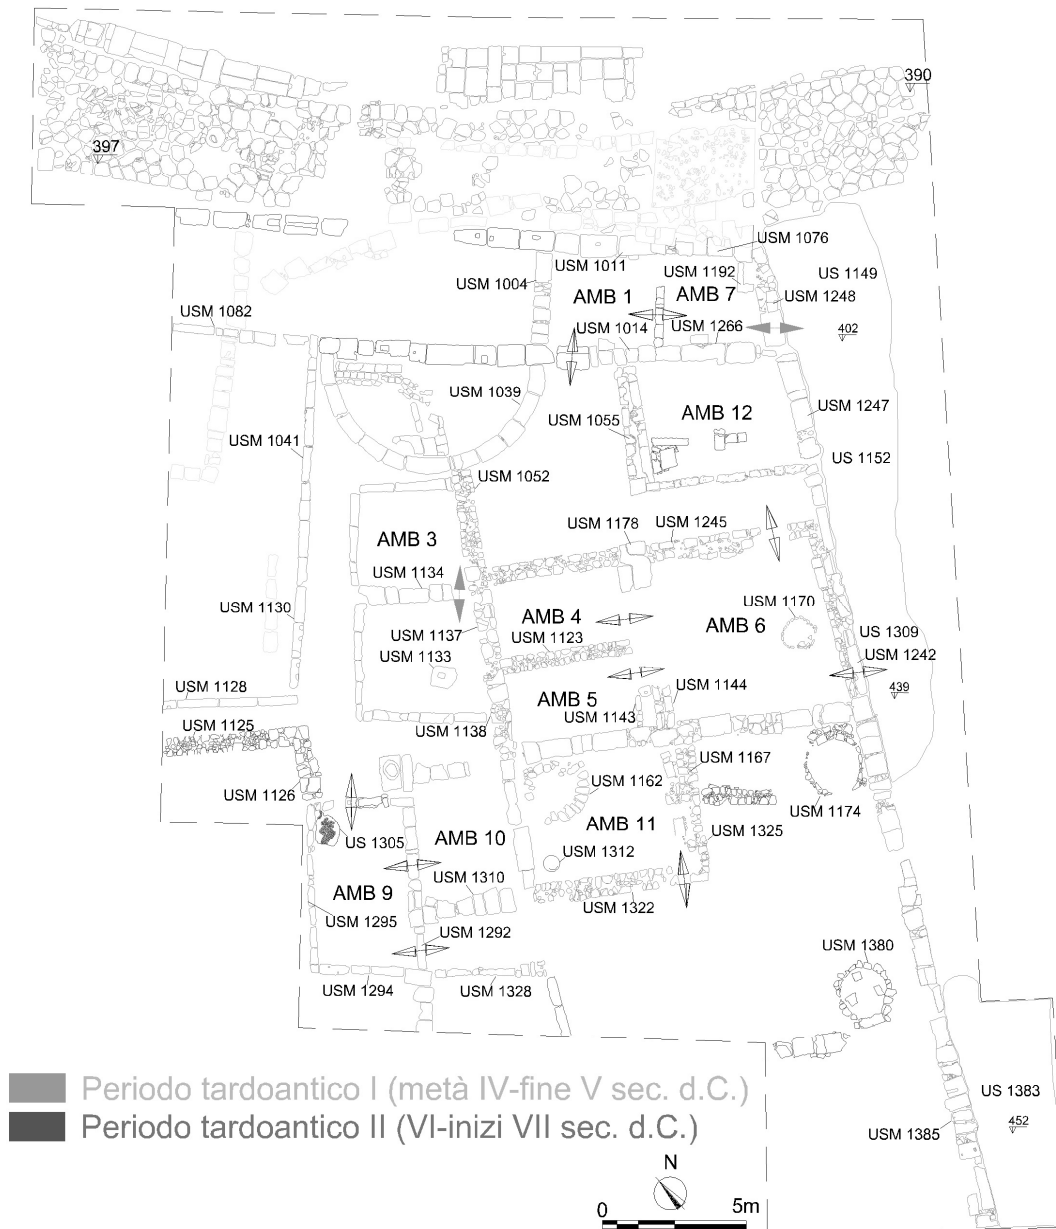 390
397
USM 1076
USM 1011
USM 1192
US 1149
USM 1004
AMB 1
AMB 7
USM 1248
USM 1082
USM 1014
USM 1266
402
USM 1039
AMB 12
USM 1247
USM 1055
USM 1041
US 1152
USM 1052
USM 1178
USM 1245
AMB 3
USM 1134
USM 1170
USM 1130
AMB 4
AMB 6
USM 1137
USM 1123
US 1309
USM 1133
USM 1242
USM 1128
AMB 5
USM 1144
439
USM 1143
USM 1125
USM 1138
USM 1167
USM 1162
USM 1126
USM 1174
AMB 11
US 1305
AMB 10
USM 1325
USM 1312
USM 1310
AMB 9
USM 1322
USM 1295
USM 1292
USM 1380
USM 1294
USM 1328
Periodo tardoantico I (metà IV-fine V sec. d.C.)
US 1383
Periodo tardoantico II (VI-inizi VII sec. d.C.)
452
USM 1385
N
0
5m